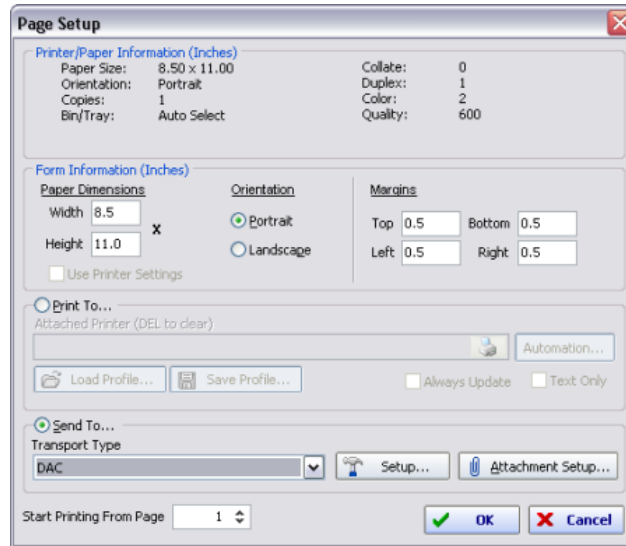 Page Setup
Printer/Paper Information (Inches)
Paper Size: 8.50 x 11.00 Collate: 0
Orientation: Portrait Duplex: 1
Copies: 1 Color: 2
Bin/Tray: Auto Select Quality: 600
Form Information (Inches)
Paper Dimensions Orientation Margins
Width 8.5 X Portrait Top 0.5 Bottom 0.5
Height 11.0 Landscape Left 0.5 Right 0.5
Use Printer Settings
Print To...
Attached Printer (DEL to clear)
Automation...
Load Profile... Save Profile... Always Update Text Only
Send To...
Transport Type
DAC Setup... Attachment Setup...
Start Printing From Page 1 OK Cancel